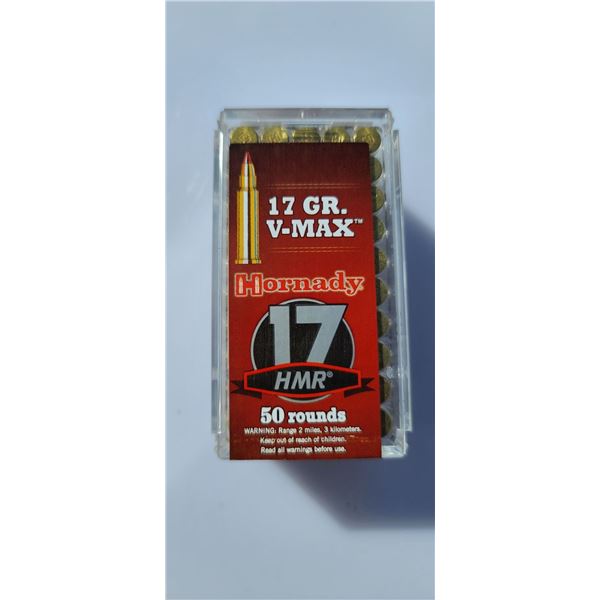 17 GR.
V-MAX™
Hornady®
17
HMR®
50 rounds
WARNING: Range 2 miles, 3 kilometers.
Keep out of reach of children.
Read all warnings before use.